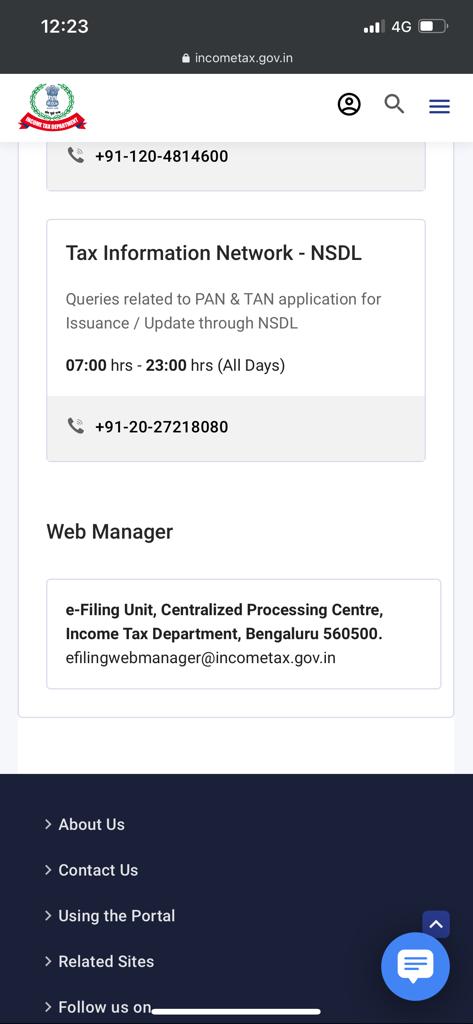 12:23
4G
incometax.gov.in
INCOME TAX DEPARTMENT
+91-120-4814600
Tax Information Network - NSDL
Queries related to PAN & TAN application for
Issuance / Update through NSDL
07:00 hrs - 23:00 hrs (All Days)
+91-20-27218080
Web Manager
e-Filing Unit, Centralized Processing Centre,
Income Tax Department, Bengaluru 560500.
efilingwebmanager@incometax.gov.in
About Us
Contact Us
Using the Portal
Related Sites
Follow us on